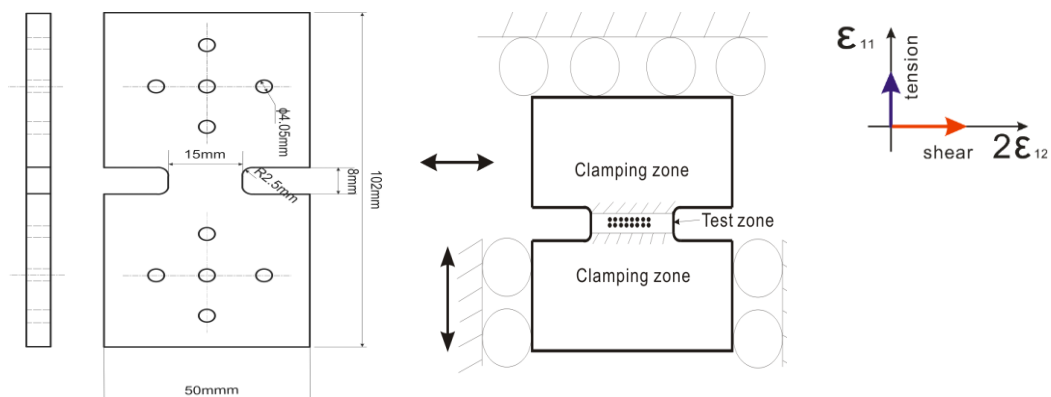 ϕ4.05mm
15mm
R2.5mm
8mm
102mm
50mmm
Clamping zone
Test zone
Clamping zone
ε11
tension
shear
2ε12